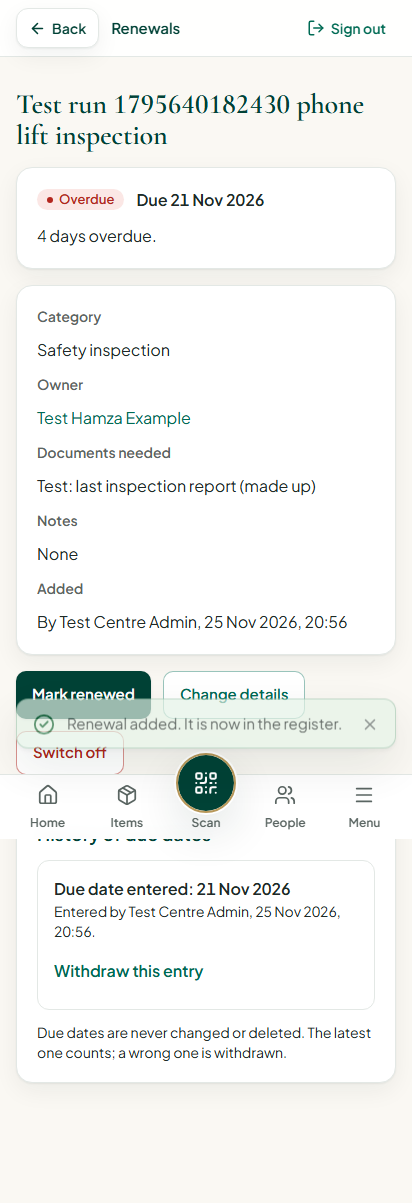 Back
Renewals
Sign out
Test run 1795640182430 phone
lift inspection
Overdue
Due 21 Nov 2026
4 days overdue.
Category
Safety inspection
Owner
Test Hamza Example
Documents needed
Test: last inspection report (made up)
Notes
None
Added
By Test Centre Admin, 25 Nov 2026, 20:56
Mark renewed
Change details
Renewal added. It is now in the register.
Switch off
Home
Items
Scan
People
Menu
History of due dates
Due date entered: 21 Nov 2026
Entered by Test Centre Admin, 25 Nov 2026,
20:56.
Withdraw this entry
Due dates are never changed or deleted. The latest
one counts; a wrong one is withdrawn.